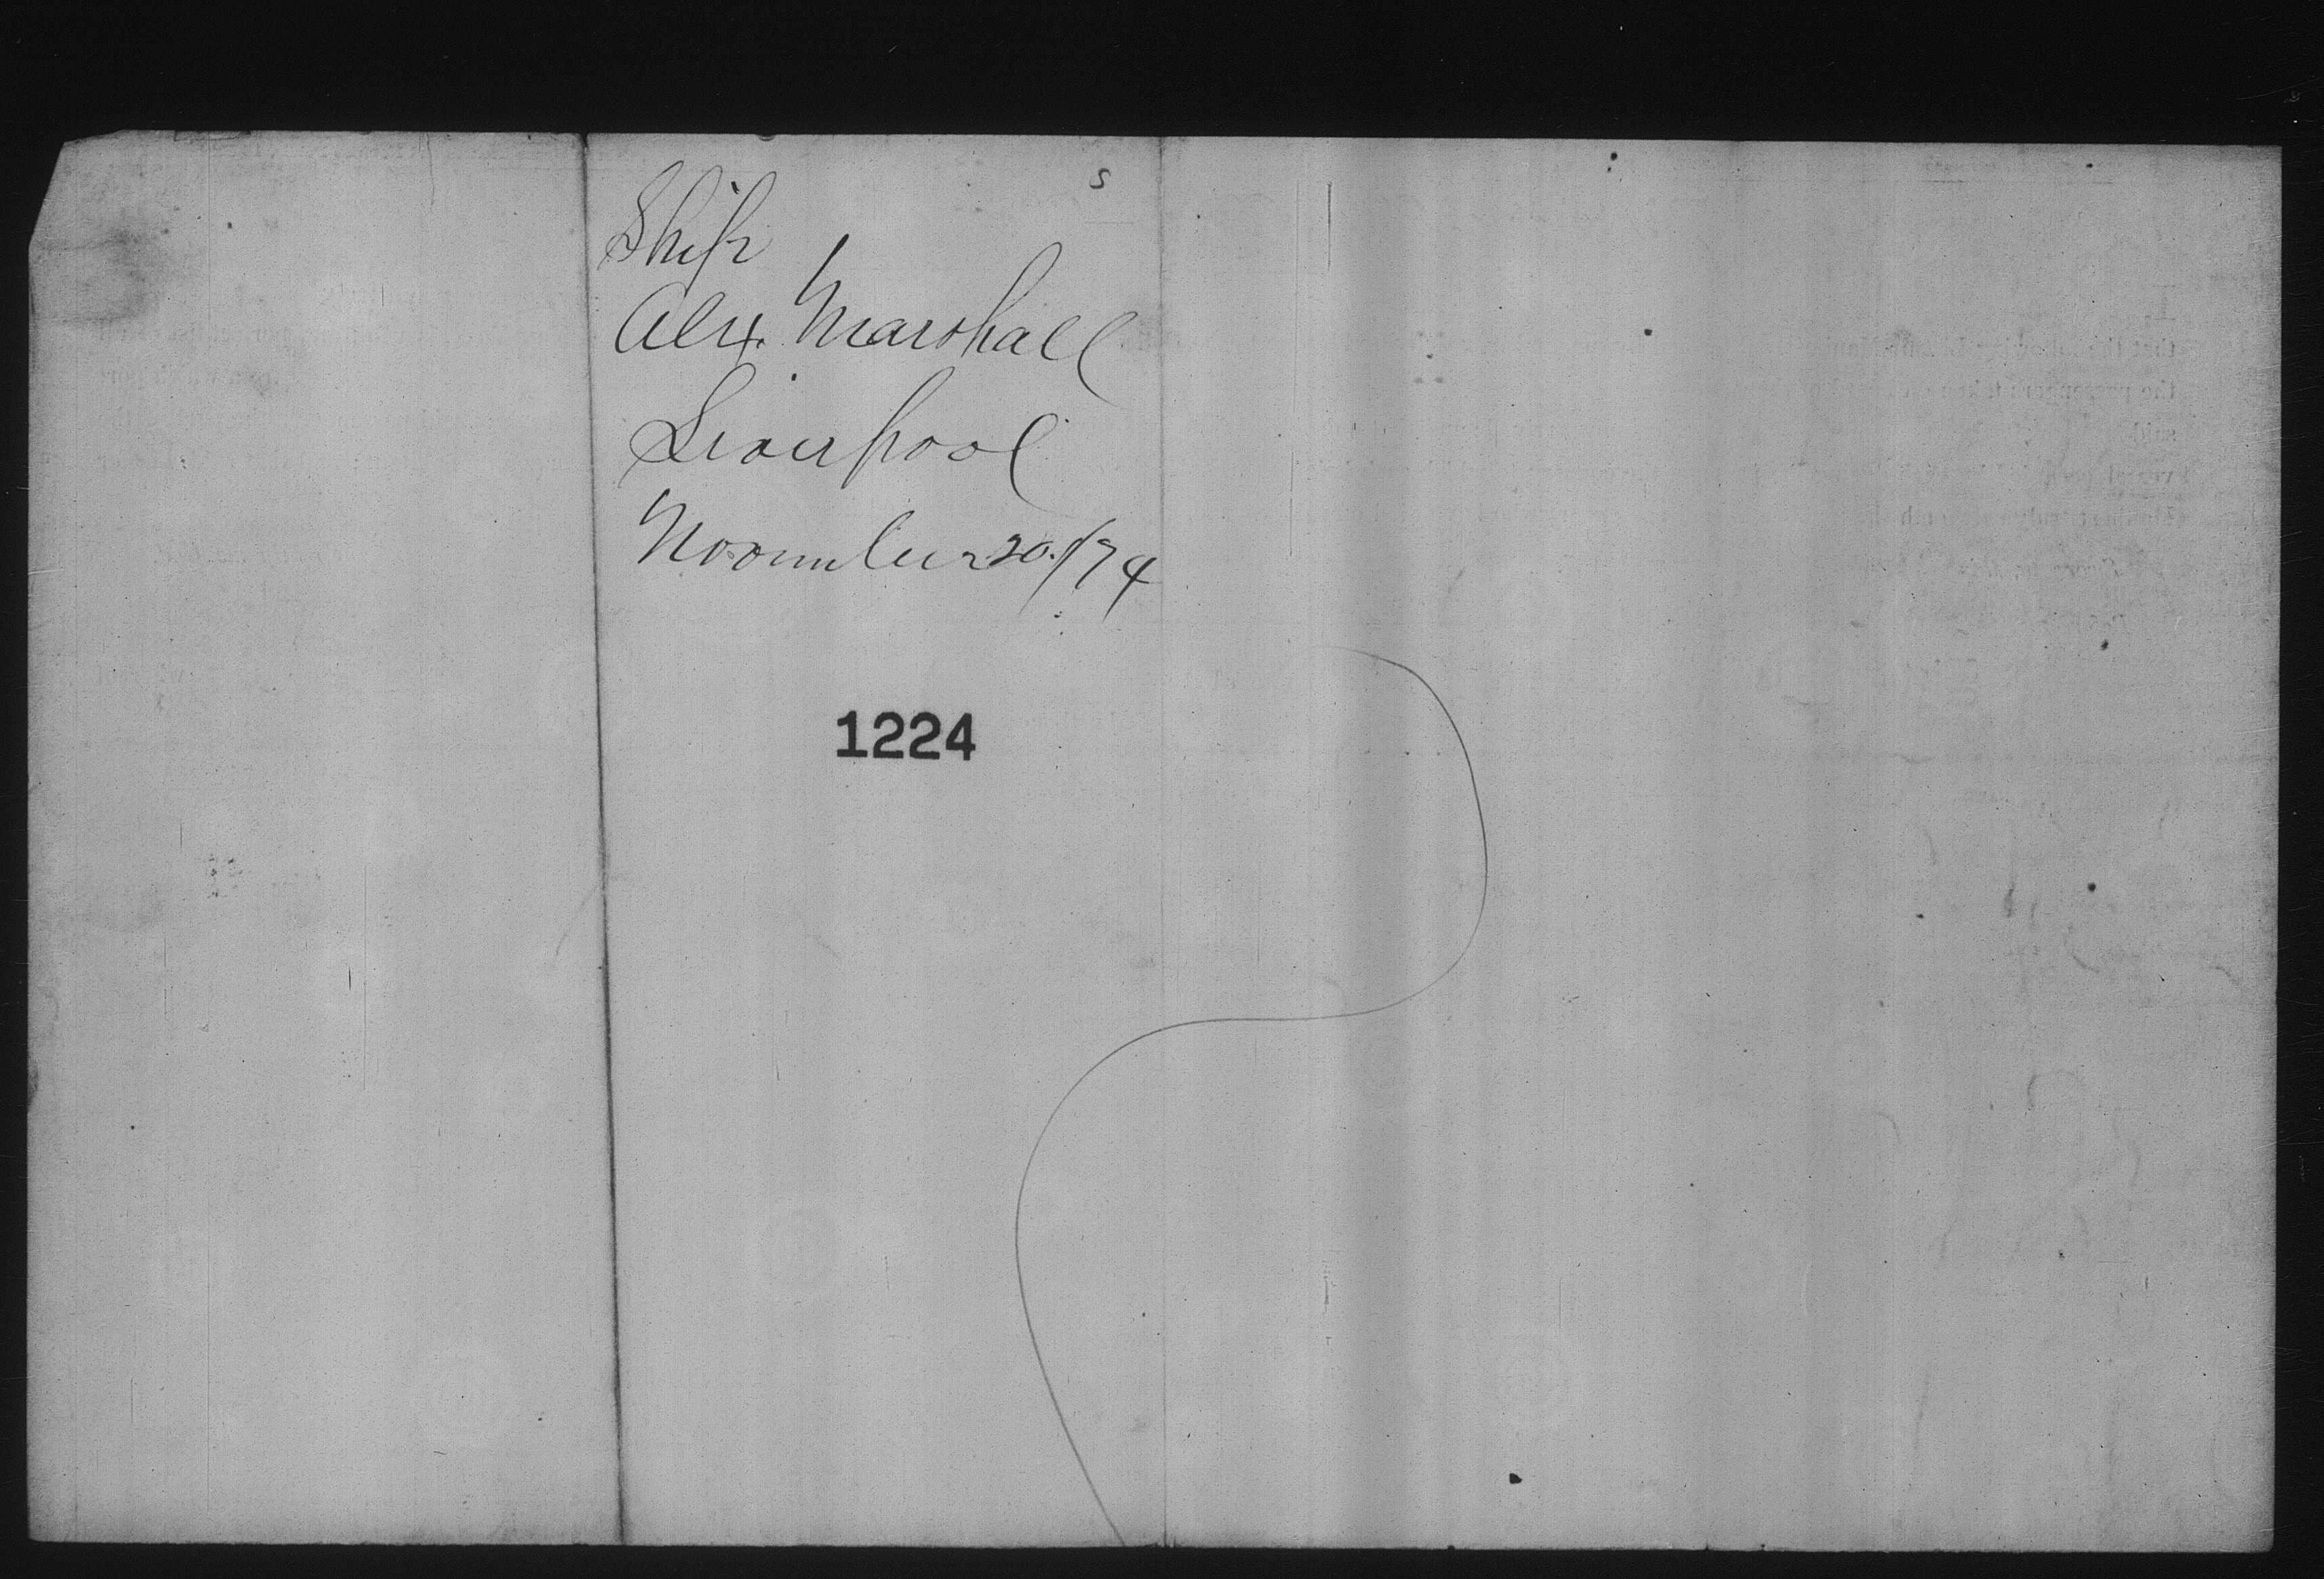 S
Ship
Alex. Marshall
Liverpool
November 20./74
1224